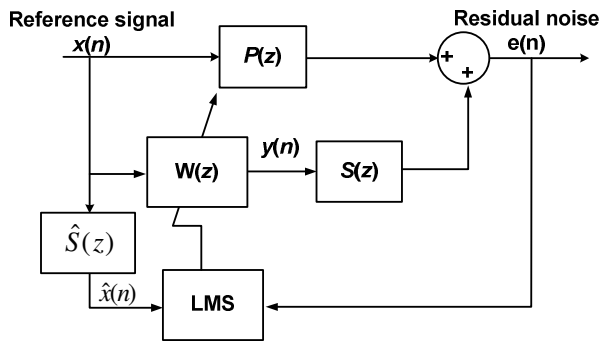 Reference signal
x(n)
P(z)
+
+
Residual noise
e(n)
W(z)
y(n)
S(z)
Ŝ(z)
x̂(n)
LMS